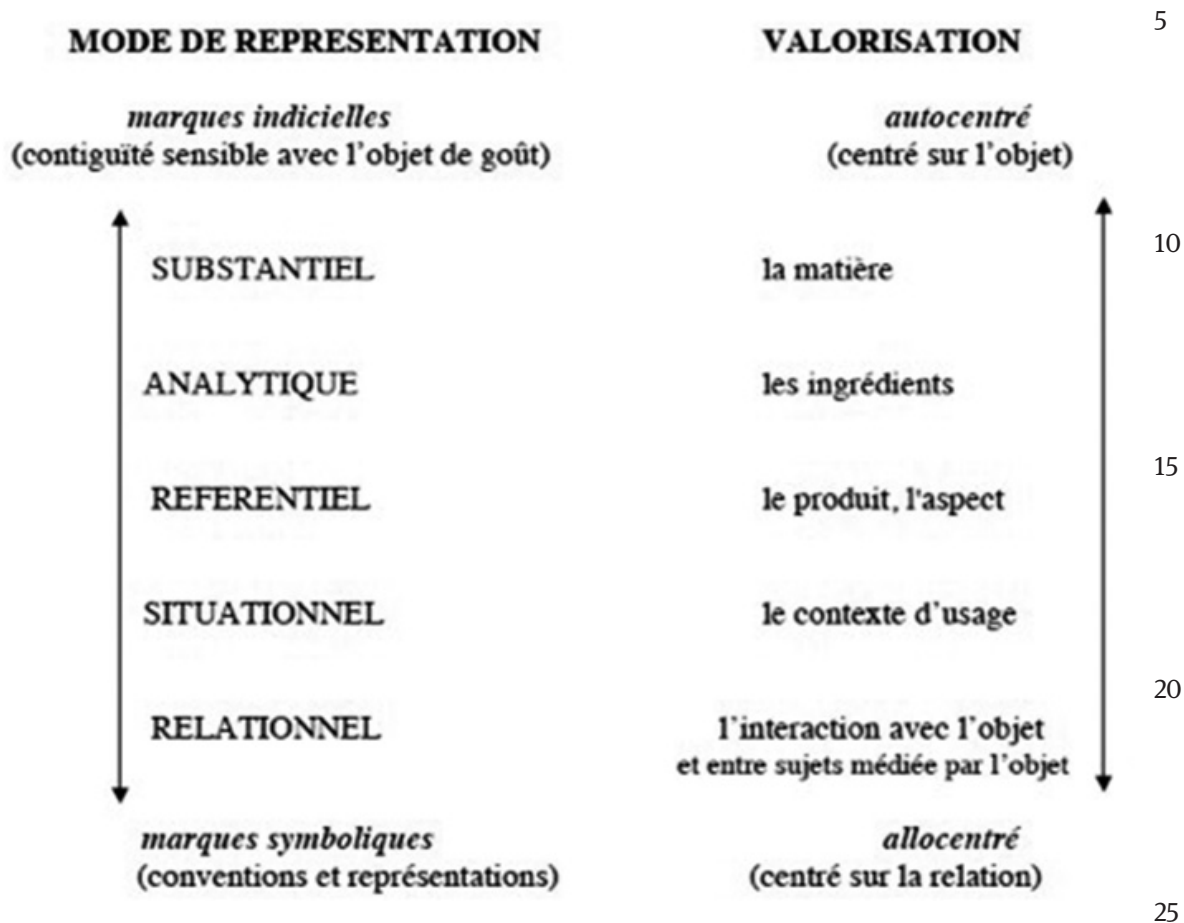 5
MODE DE REPRESENTATION VALORISATION
marques indicielles autocentré
(contiguïté sensible avec l'objet de goût) (centré sur l'objet)
10
SUBSTANTIEL la matière
ANALYTIQUE les ingrédients
15
REFERENTIEL le produit, l'aspect
SITUATIONNEL le contexte d'usage
20
RELATIONNEL l'interaction avec l'objet
et entre sujets médiée par l'objet
marques symboliques allocentré
(conventions et représentations) (centré sur la relation)
25